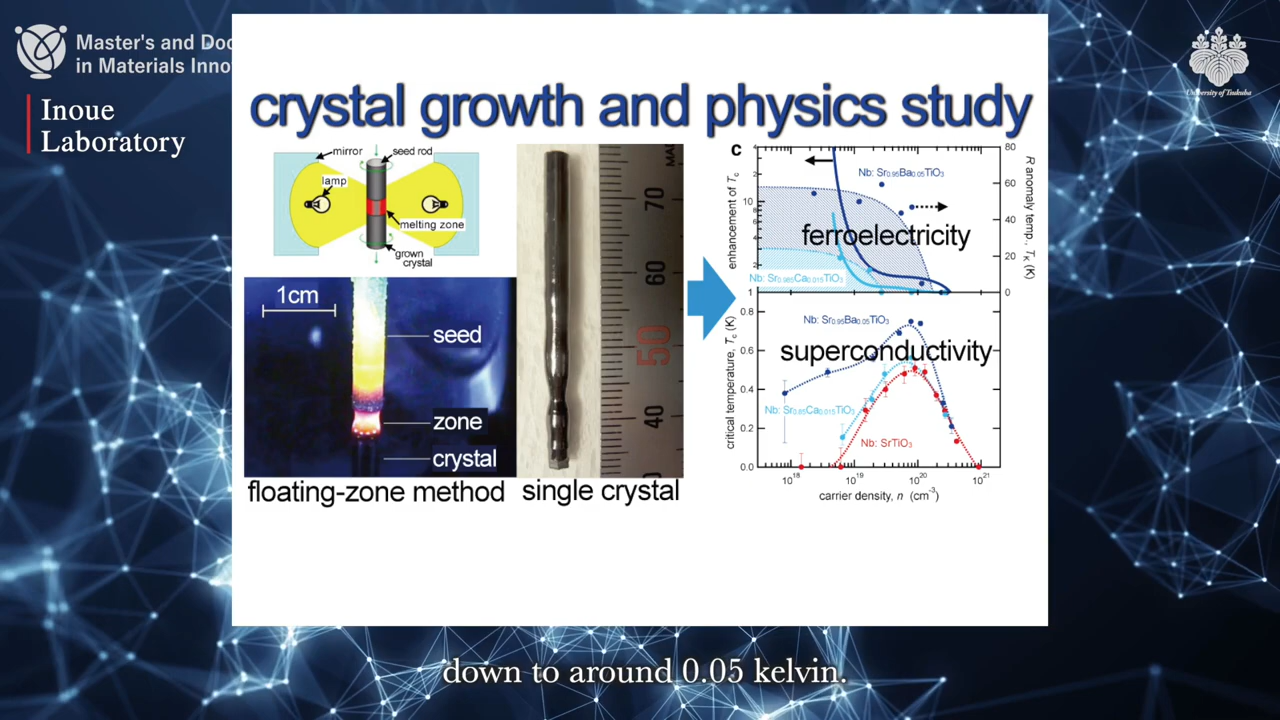 Master's and Doc
in Materials Inno
Inoue
Laboratory
University of Tsukuba
crystal growth and physics study
mirror
seed rod
lamp
melting zone
grown
crystal
1cm
seed
zone
crystal
floating-zone method
70
60
50
40
single crystal
c
enhancement of Tc
10
2
1
80
60
40
20
0
R anomaly temp., TK (K)
Nb: Sr0.95Ba0.05TiO3
ferroelectricity
Nb: Sr0.985Ca0.015TiO3
critical temperature, Tc (K)
0.8
0.6
0.4
0.2
0.0
Nb: Sr0.95Ba0.05TiO3
superconductivity
Nb: Sr0.85Ca0.015TiO3
Nb: SrTiO3
10^18
10^19
10^20
10^21
carrier density, n (cm-3)
down to around 0.05 kelvin.